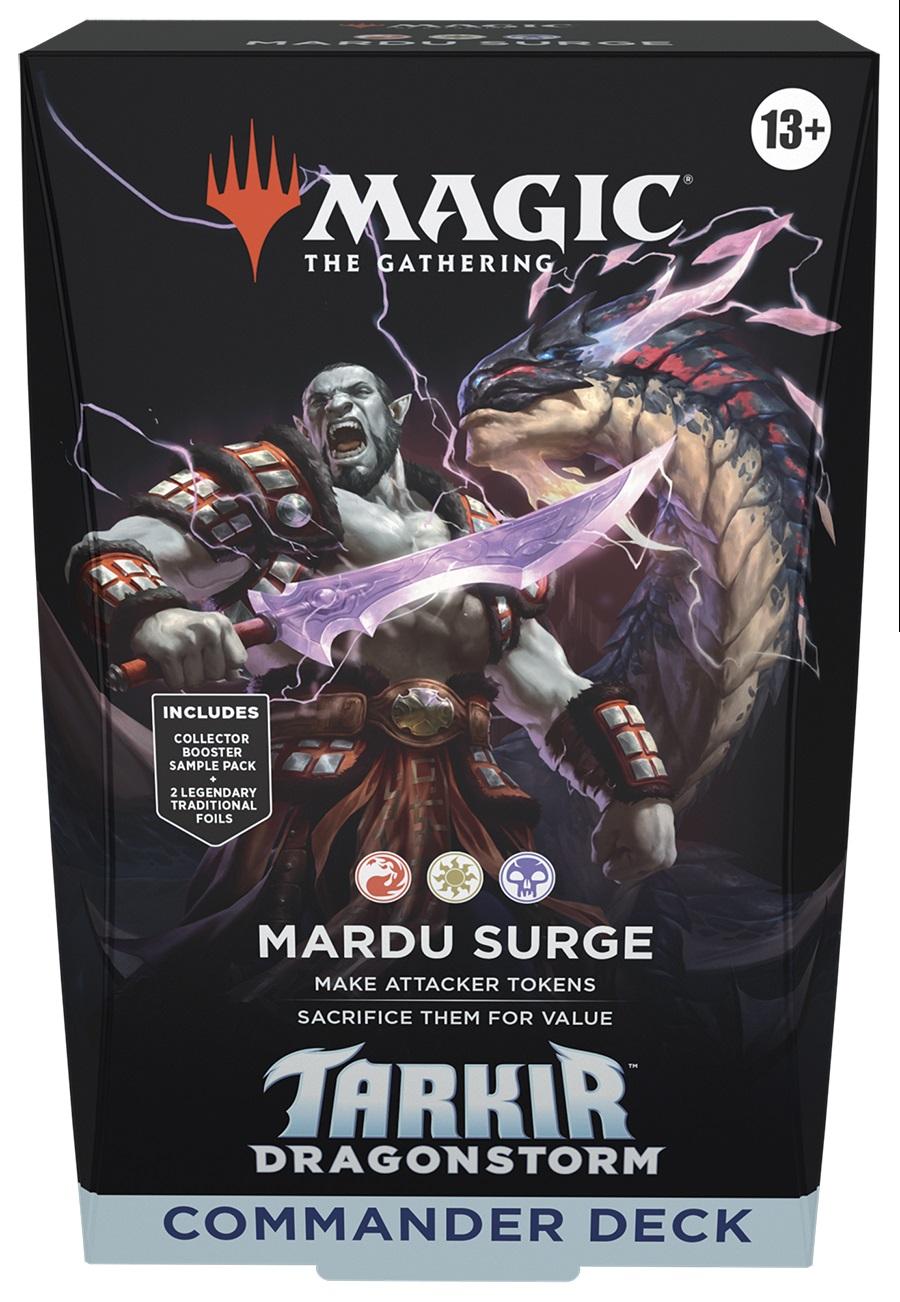 MAGIC
MARDU SURGE
13+
MAGIC®
THE GATHERING
INCLUDES
COLLECTOR
BOOSTER
SAMPLE PACK
+
2 LEGENDARY
TRADITIONAL
FOILS
MARDU SURGE
MAKE ATTACKER TOKENS
SACRIFICE THEM FOR VALUE
TARKIR™
DRAGONSTORM
COMMANDER DECK